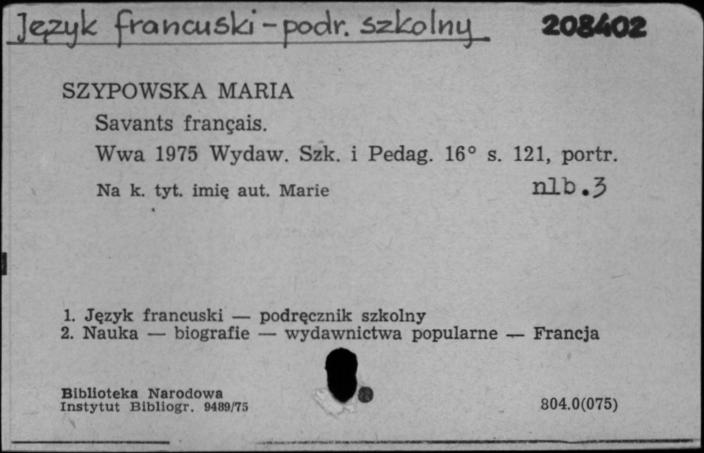 Język francuski - podr. szkolny 208402
SZYPOWSKA MARIA
Savants français.
Wwa 1975 Wydaw. Szk. i Pedag. 16° s. 121, portr.
Na k. tyt. imię aut. Marie nlb.3
1. Język francuski — podręcznik szkolny
2. Nauka — biografie — wydawnictwa popularne — Francja
Biblioteka Narodowa
Instytut Bibliogr. 9489/75 804.0(075)